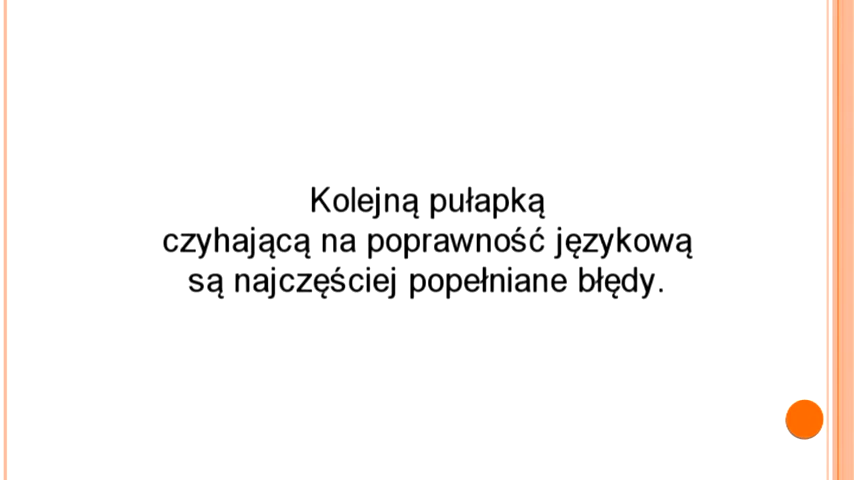 Kolejną pułapką
czyhającą na poprawność językową
są najczęściej popełniane błędy.